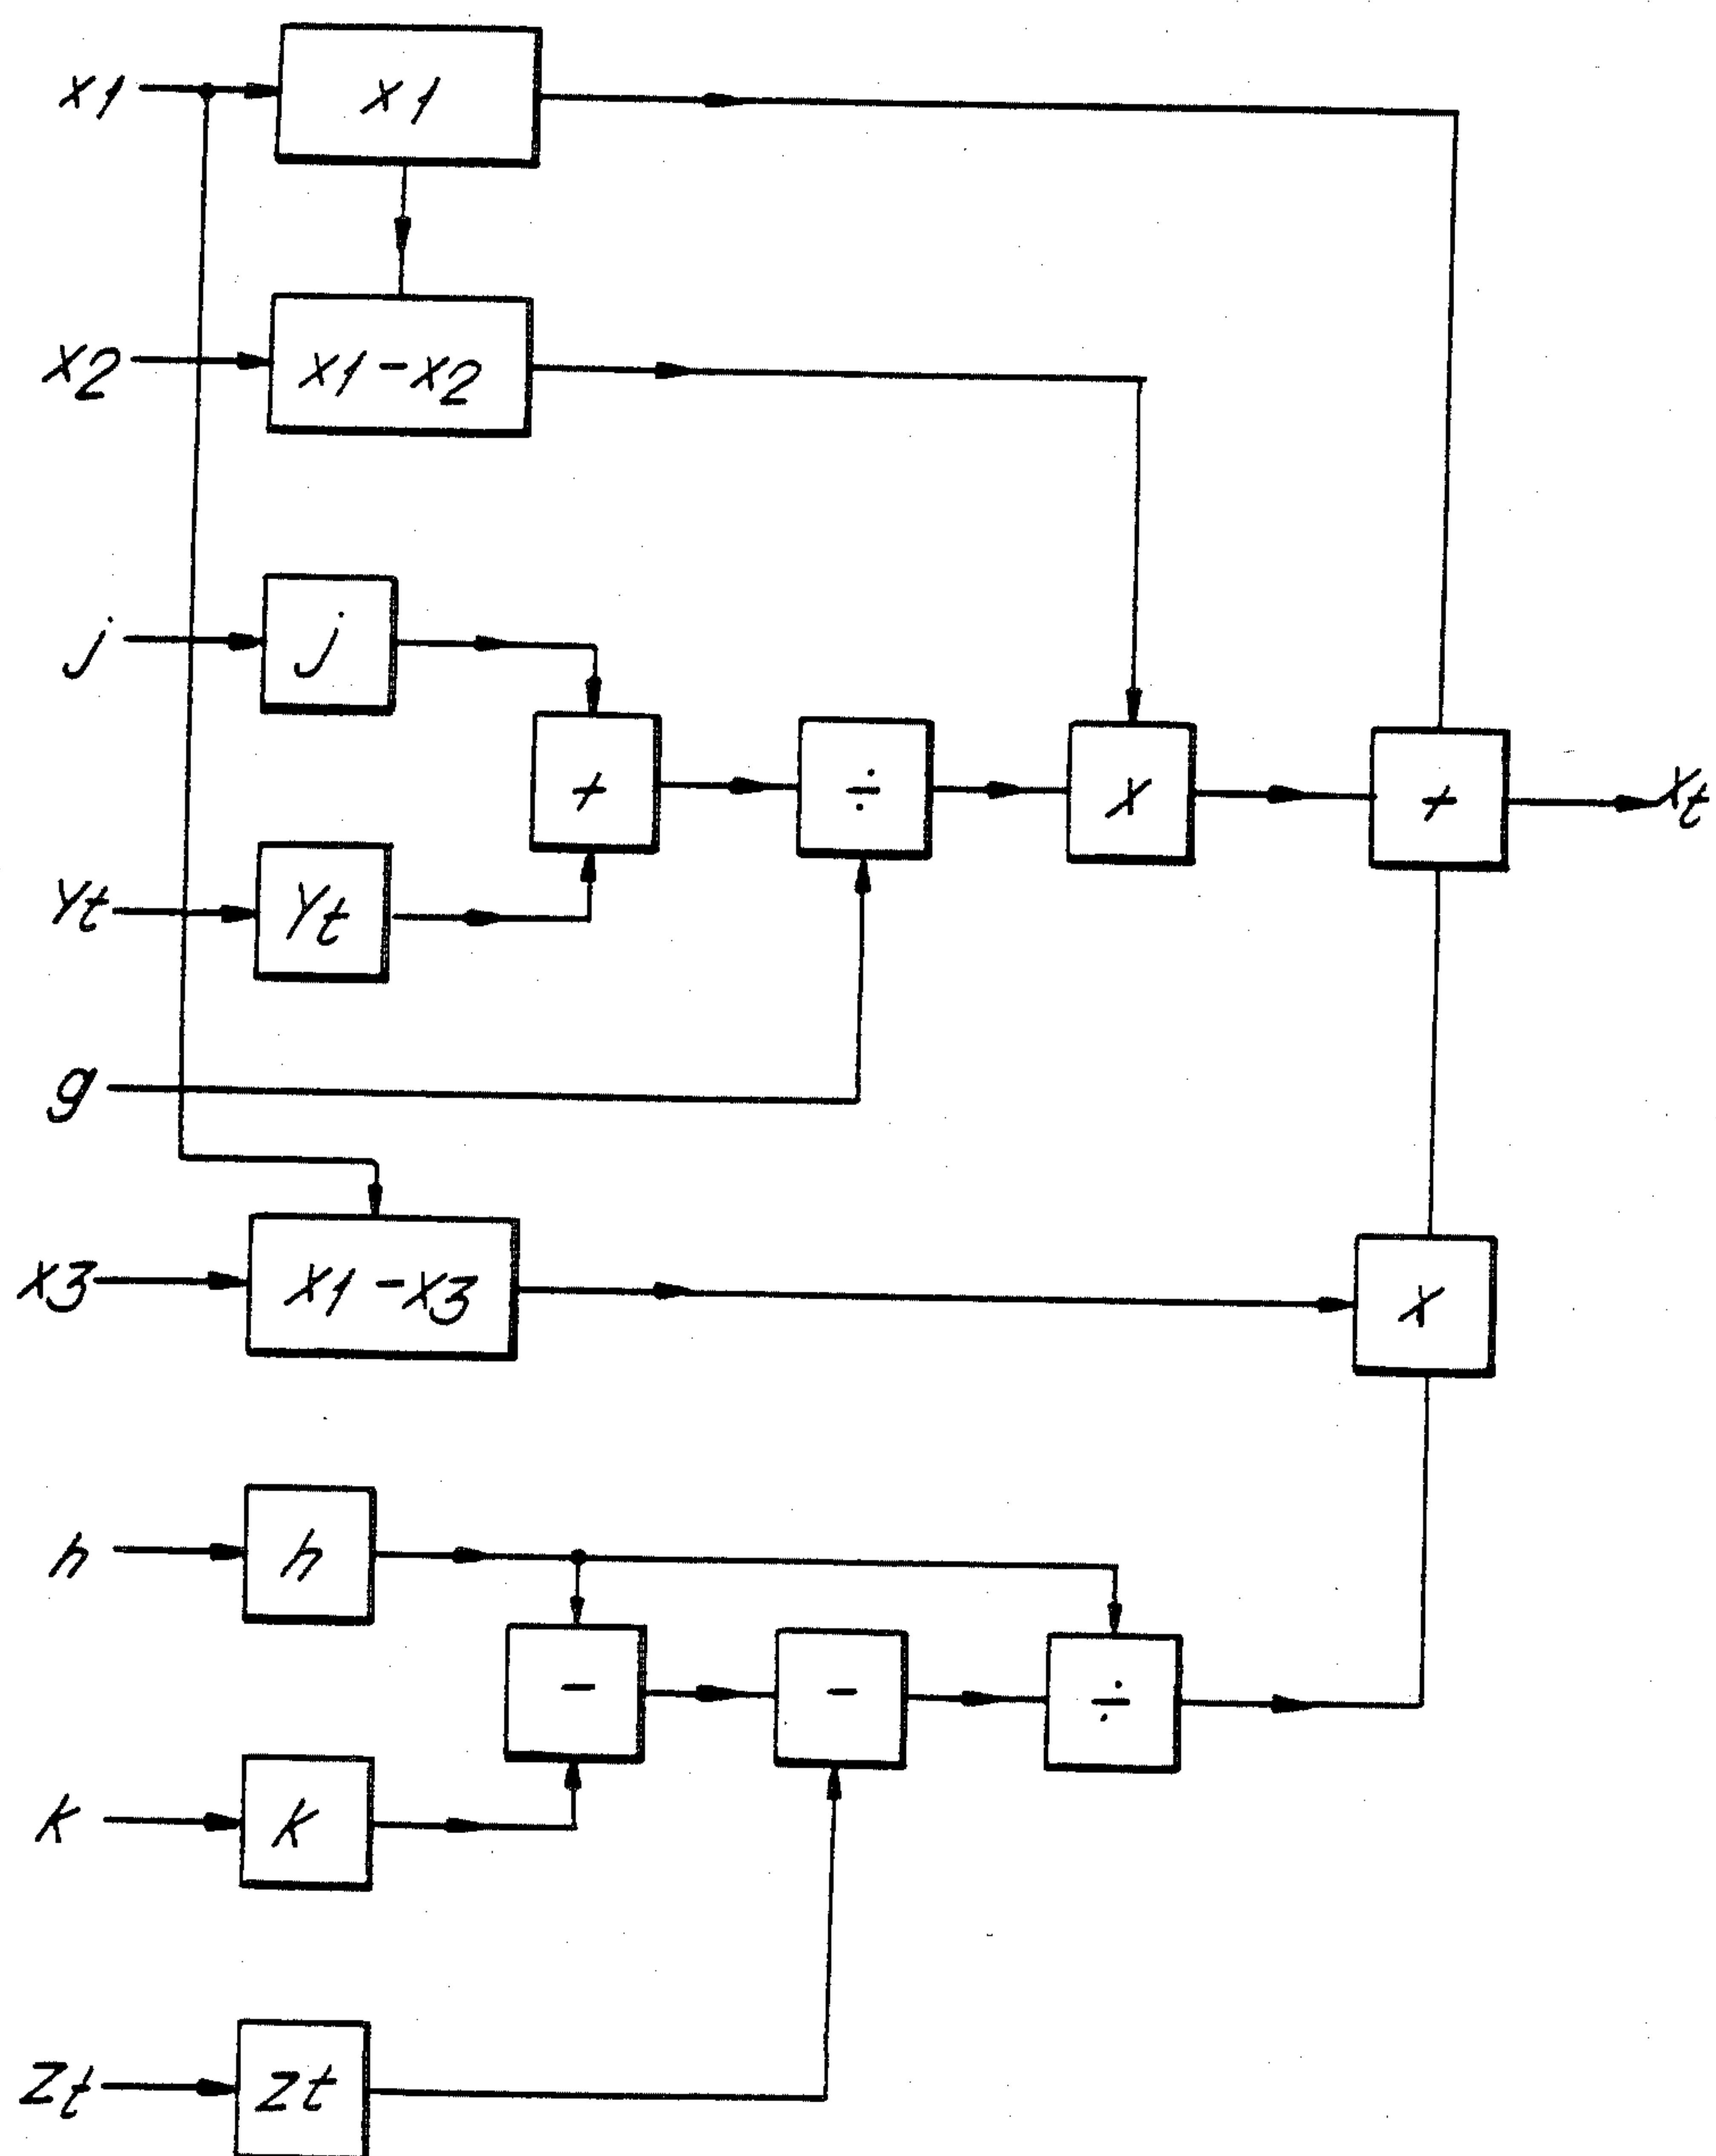 x1
x1
x2
x1-x2
j
j
+
÷
x
+
Xt
Yt
Yt
g
x3
x1-x3
x
h
h
-
-
÷
k
k
Zt
Zt